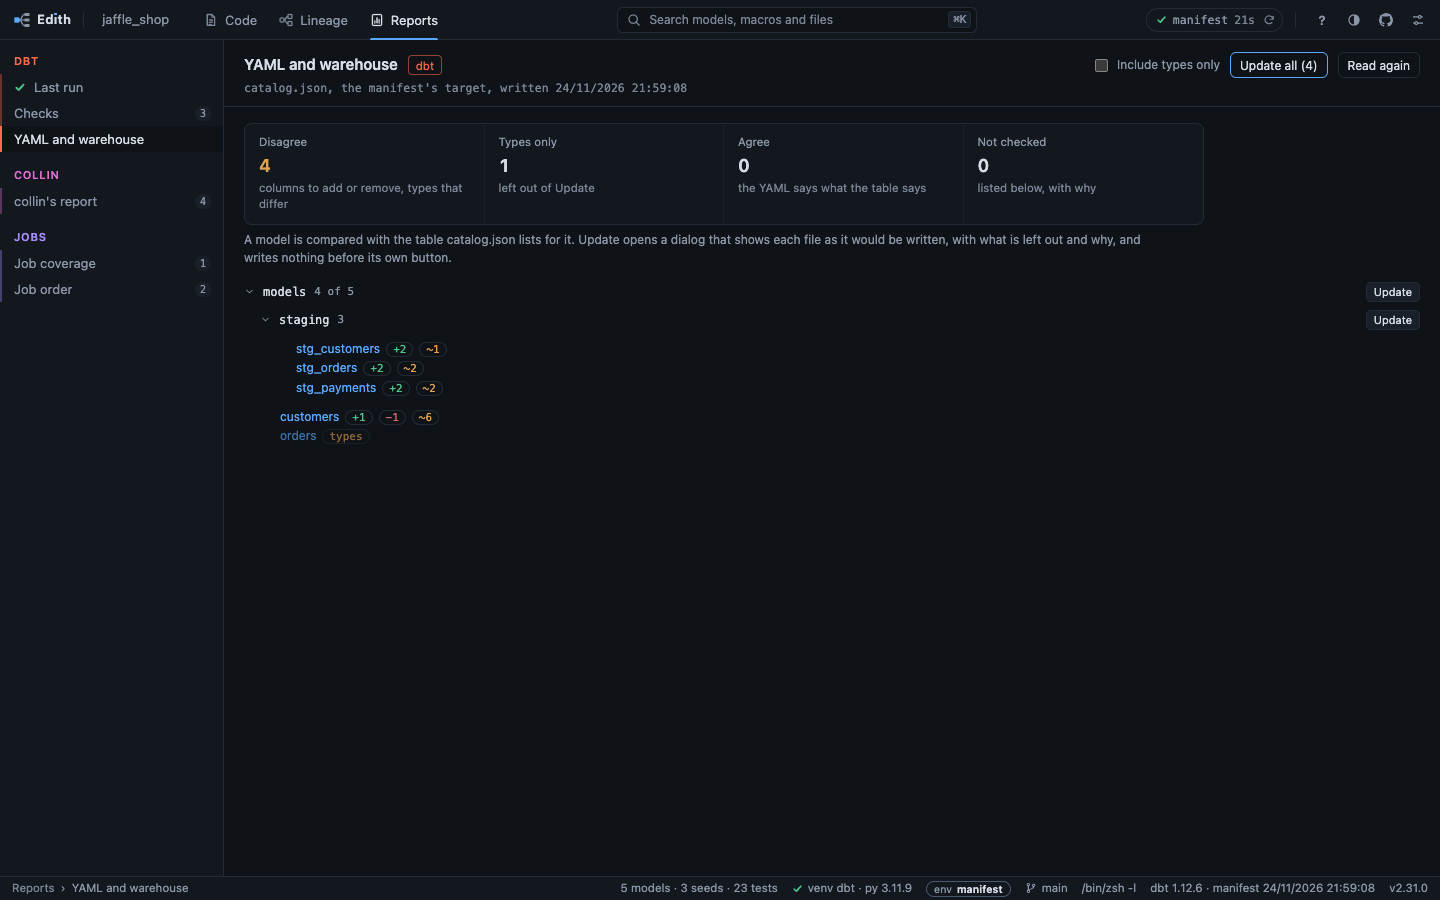 Edith
jaffle_shop
Code
Lineage
Reports
Search models, macros and files
⌘K
manifest 21s
?
DBT
Last run
Checks 3
YAML and warehouse
COLLIN
collin's report 4
JOBS
Job coverage 1
Job order 2
YAML and warehouse dbt
catalog.json, the manifest's target, written 24/11/2026 21:59:08
Include types only
Update all (4)
Read again
Disagree
4
columns to add or remove, types that
differ
Types only
1
left out of Update
Agree
0
the YAML says what the table says
Not checked
0
listed below, with why
A model is compared with the table catalog.json lists for it. Update opens a dialog that shows each file as it would be written, with what is left out and why, and
writes nothing before its own button.
models 4 of 5 Update
staging 3 Update
stg_customers +2 ~1
stg_orders +2 ~2
stg_payments +2 ~2
customers +1 −1 ~6
orders types
Reports › YAML and warehouse
5 models · 3 seeds · 23 tests
venv dbt · py 3.11.9
env manifest
main
/bin/zsh -l
dbt 1.12.6 · manifest 24/11/2026 21:59:08
v2.31.0